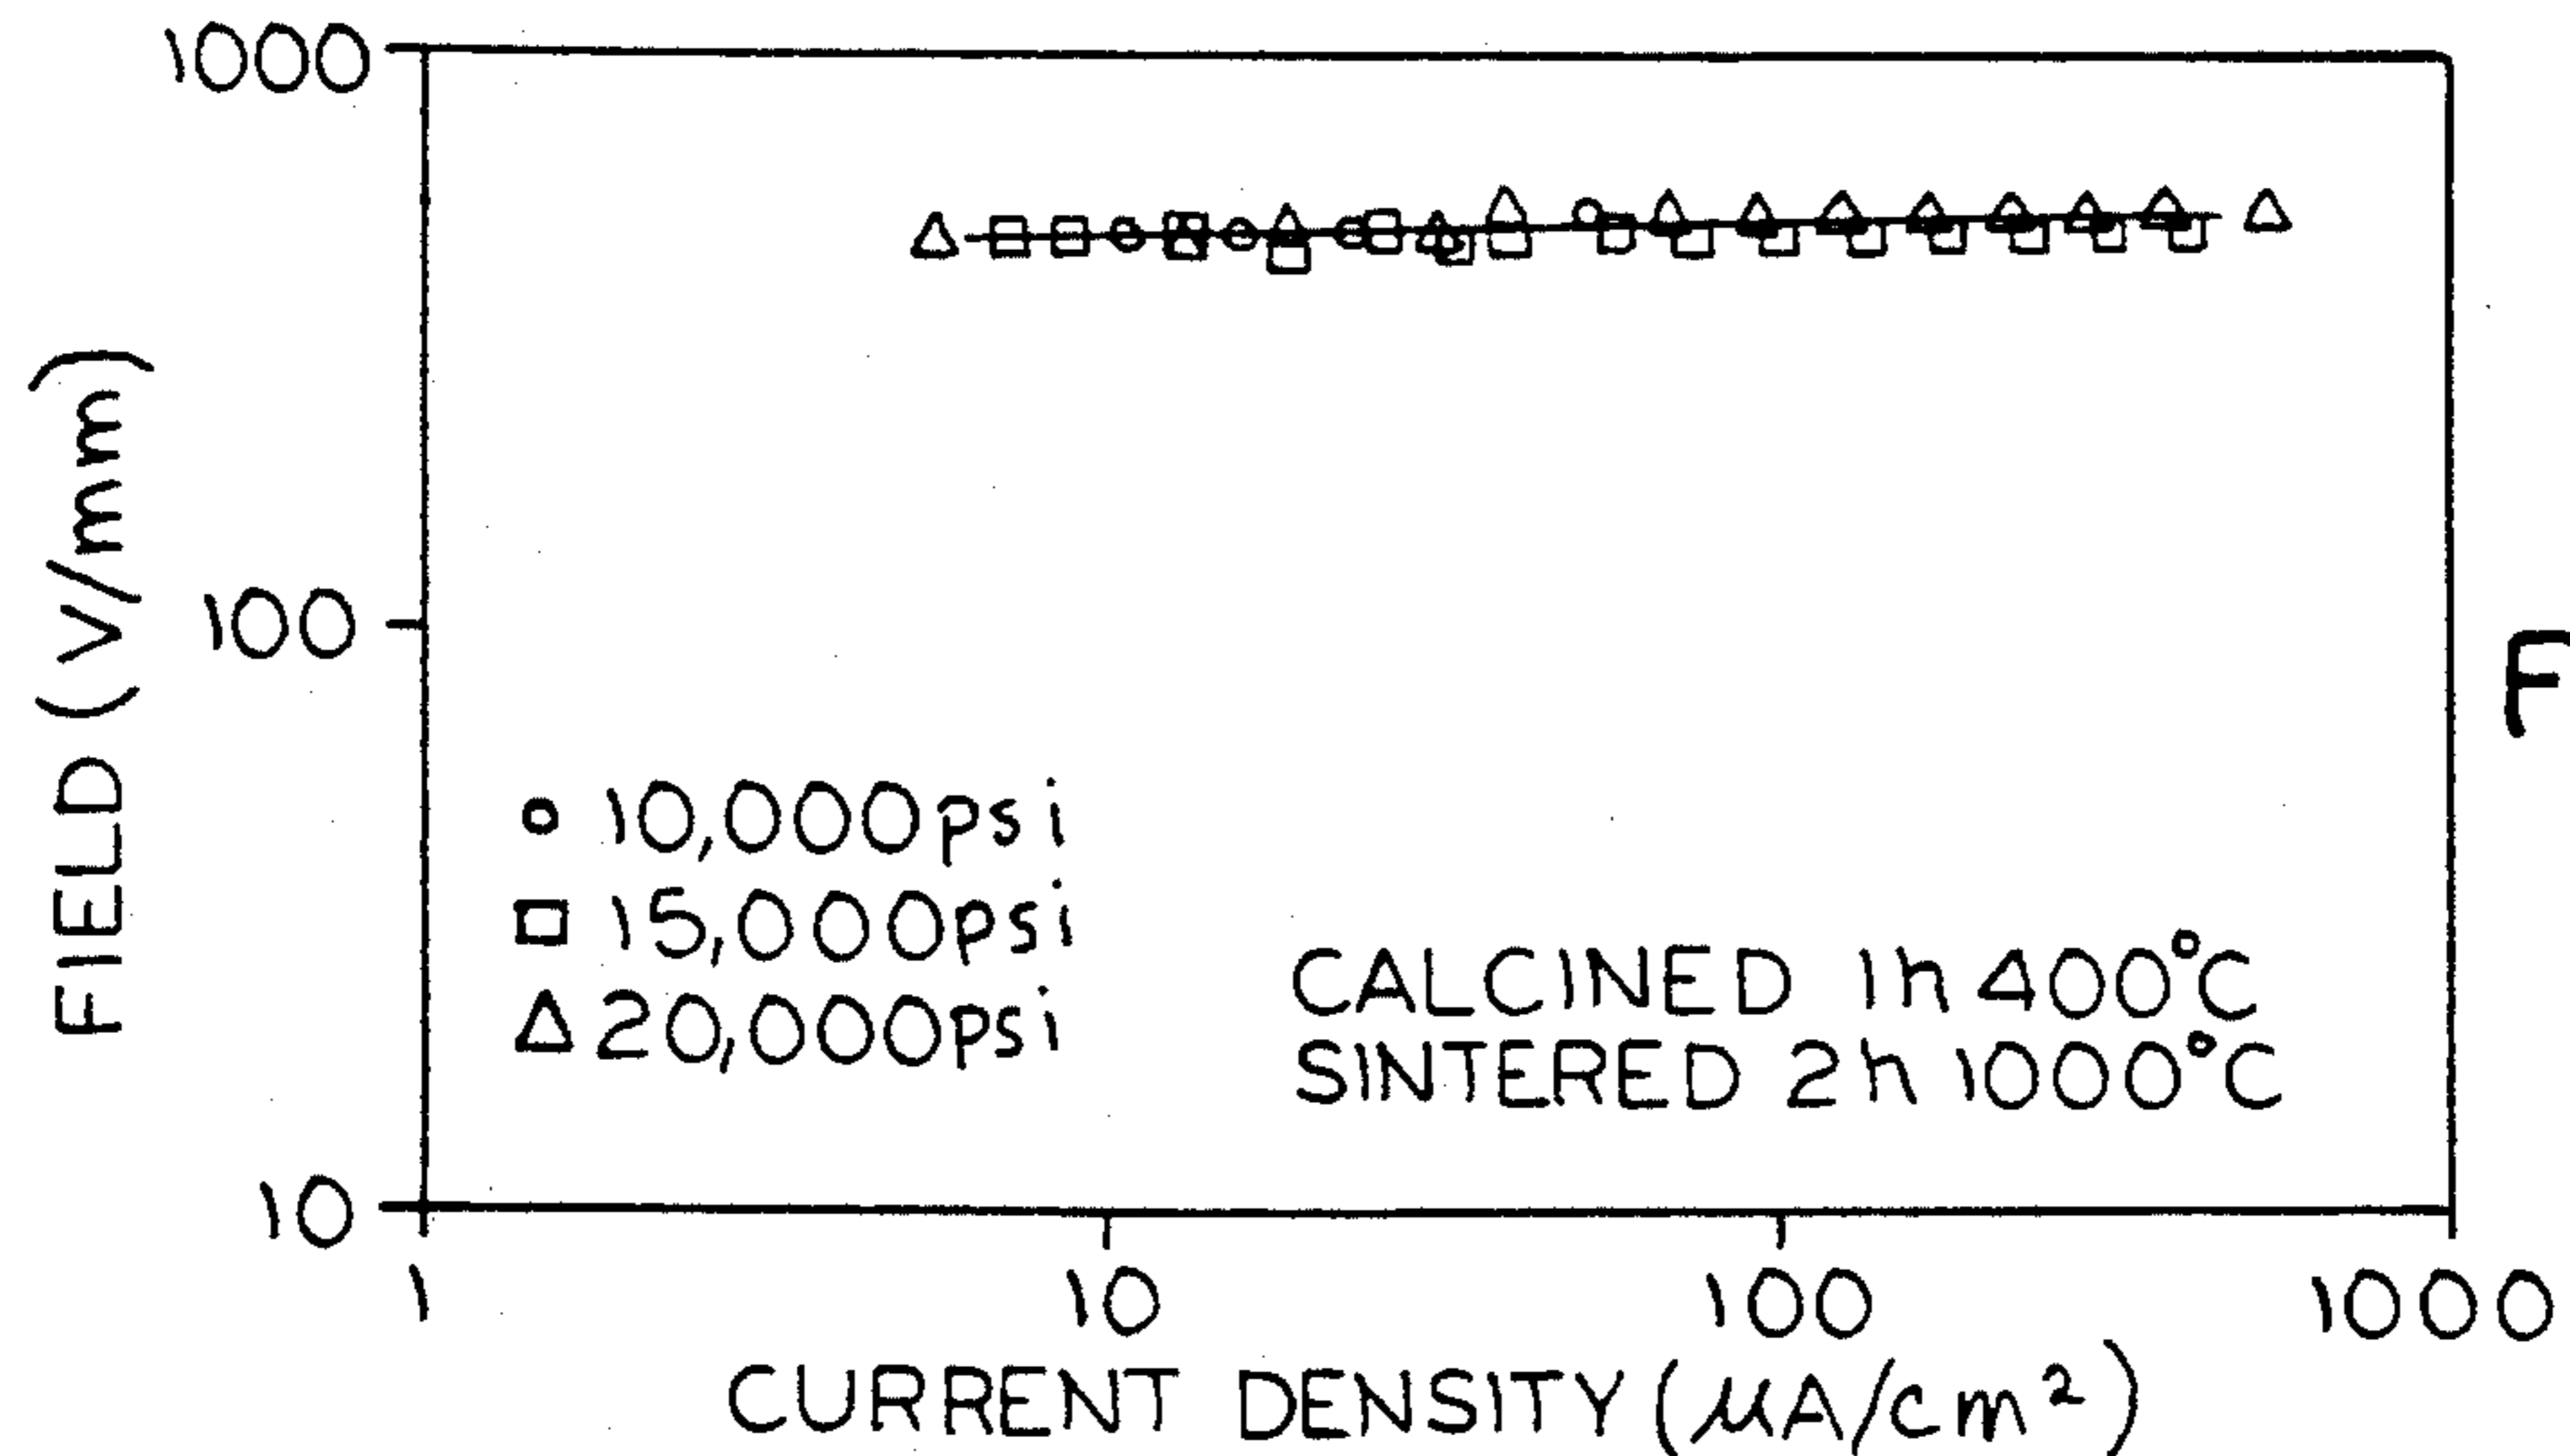 1000
100
10
FIELD (V/mm)
○ 10,000psi
□ 15,000psi
△ 20,000psi
CALCINED 1h 400°C
SINTERED 2h 1000°C
1 10 100 1000
CURRENT DENSITY (µA/cm²)
F